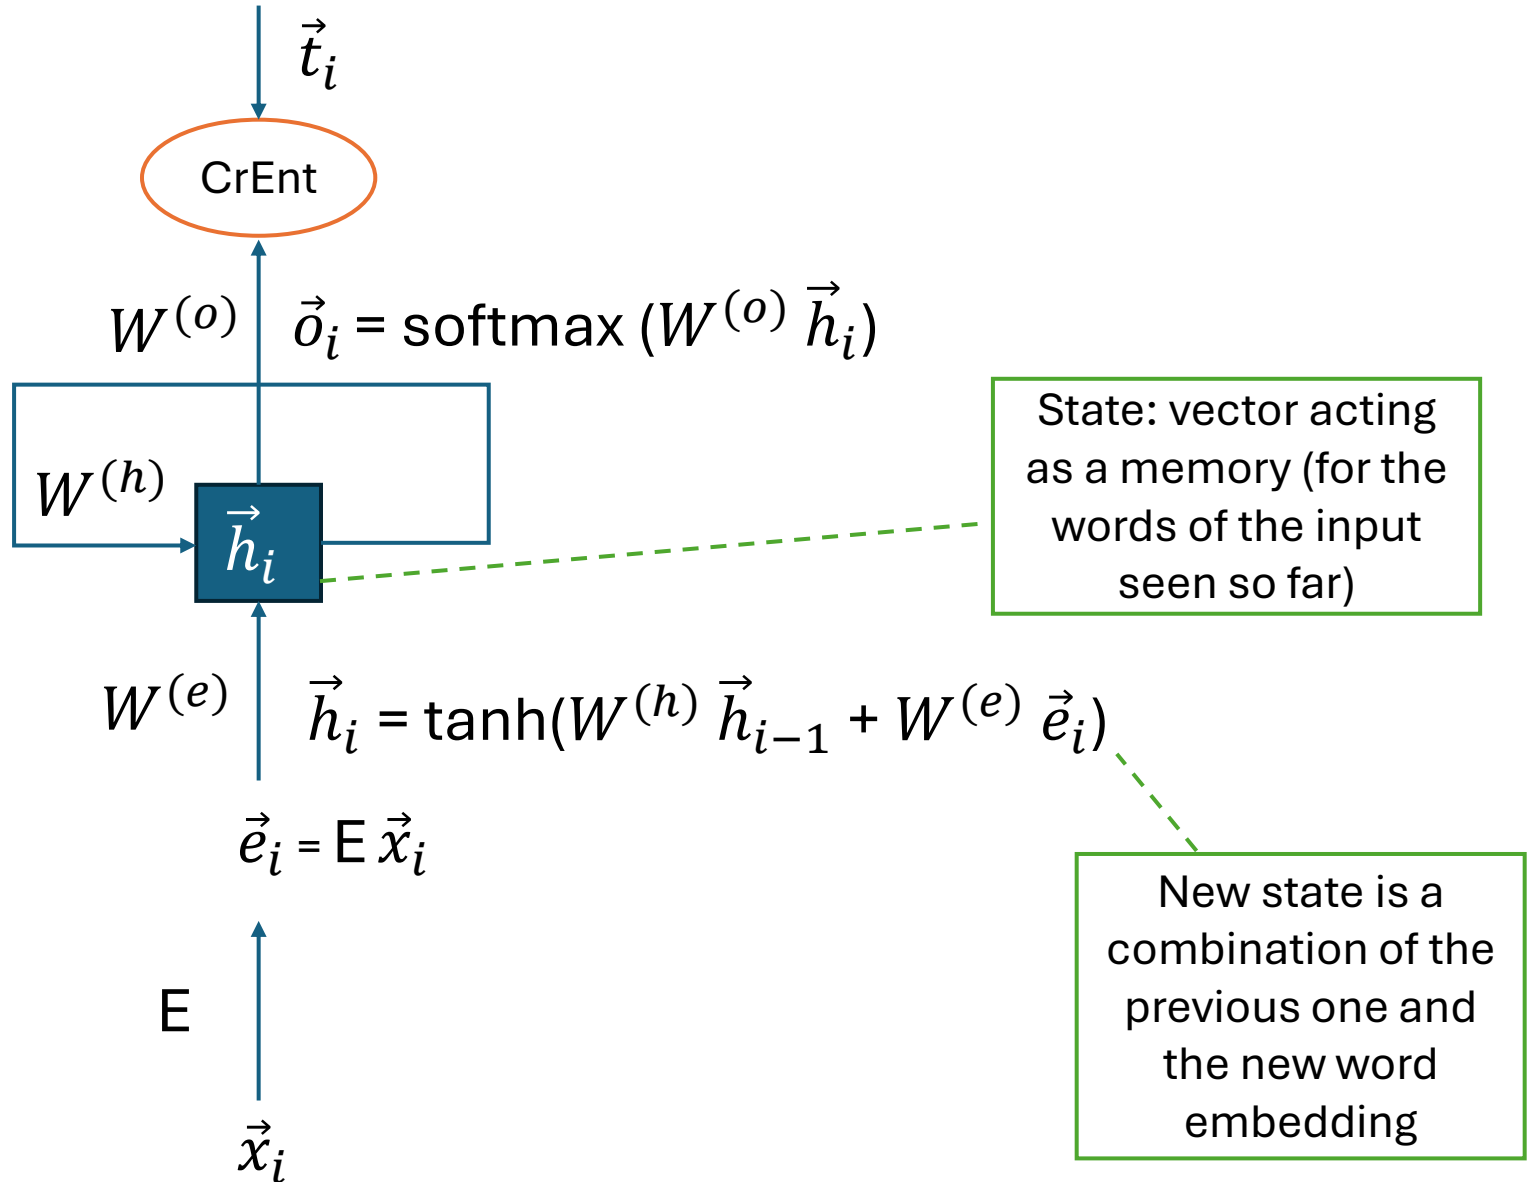 t⃗ᵢ
CrEnt
W⁽ᵒ⁾ o⃗ᵢ = softmax (W⁽ᵒ⁾ h⃗ᵢ)
State: vector acting
as a memory (for the
words of the input
seen so far)
W⁽ʰ⁾
h⃗ᵢ
W⁽ᵉ⁾ h⃗ᵢ = tanh(W⁽ʰ⁾ h⃗ᵢ₋₁ + W⁽ᵉ⁾ e⃗ᵢ)
e⃗ᵢ = E x⃗ᵢ
New state is a
combination of the
previous one and
the new word
embedding
E
x⃗ᵢ